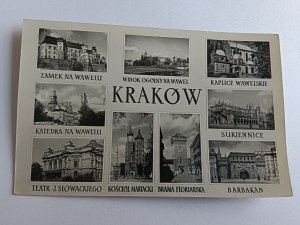 ZAMEK NA WAWELU
WIDOK OGÓLNY NA WAWEL
KAPLICE WAWELSKIE
KRAKÓW
KATEDRA NA WAWELU
SUKIENNICE
TEATR J. SŁOWACKIEGO
KOŚCIÓŁ MARIACKI
BRAMA FLORIAŃSKA
BARBAKAN